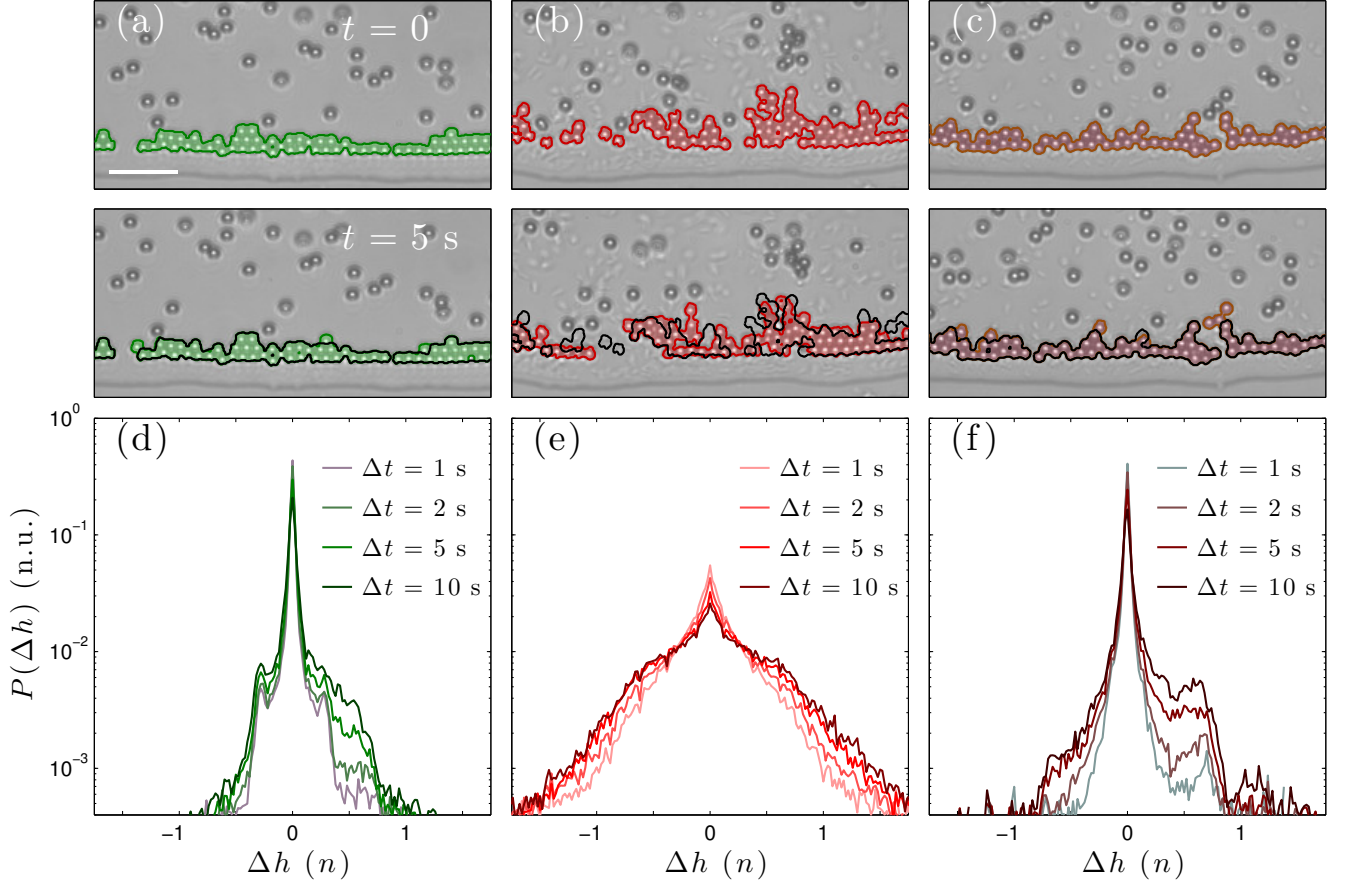 (a) t = 0 (b) (c)
t = 5 s
(d) (e) (f)
P(Δh) (n.u.)
10⁰
10⁻¹
10⁻²
10⁻³
Δt = 1 s
Δt = 2 s
Δt = 5 s
Δt = 10 s
Δt = 1 s
Δt = 2 s
Δt = 5 s
Δt = 10 s
Δt = 1 s
Δt = 2 s
Δt = 5 s
Δt = 10 s
−1 0 1 −1 0 1 −1 0 1
Δh (n) Δh (n) Δh (n)